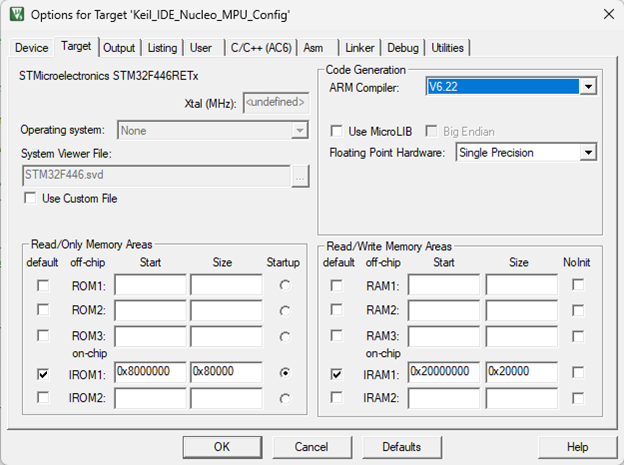 Options for Target 'Keil_IDE_Nucleo_MPU_Config'
Device Target Output Listing User C/C++ (AC6) Asm Linker Debug Utilities
STMicroelectronics STM32F446RETx
Xtal (MHz): <undefined>
Operating system: None
System Viewer File:
STM32F446.svd ...
Use Custom File
Code Generation
ARM Compiler: V6.22
Use MicroLIB Big Endian
Floating Point Hardware: Single Precision
Read/Only Memory Areas
default off-chip Start Size Startup
ROM1:
ROM2:
ROM3:
on-chip
IROM1: 0x8000000 0x80000
IROM2:
Read/Write Memory Areas
default off-chip Start Size NoInit
RAM1:
RAM2:
RAM3:
on-chip
IRAM1: 0x20000000 0x20000
IRAM2:
OK Cancel Defaults Help